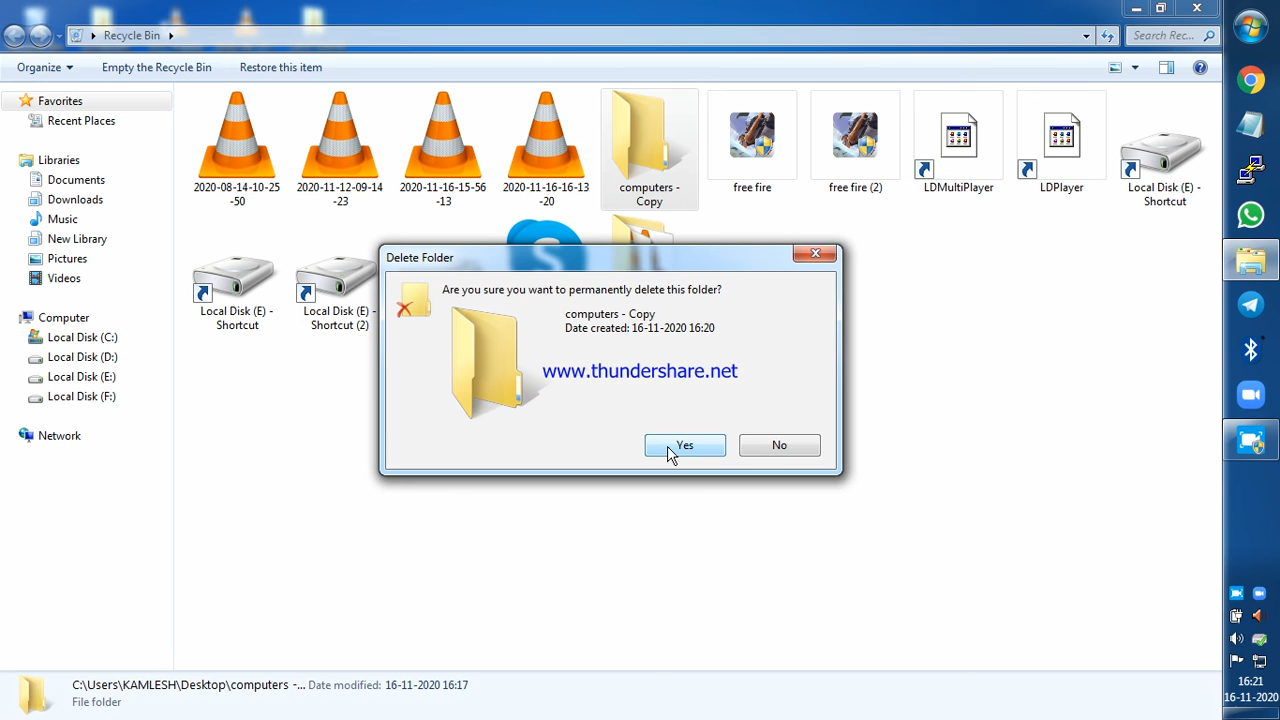 Recycle Bin
Search Rec...
Organize
Empty the Recycle Bin
Restore this item
Favorites
Recent Places
Libraries
Documents
Downloads
Music
New Library
Pictures
Videos
Computer
Local Disk (C:)
Local Disk (D:)
Local Disk (E:)
Local Disk (F:)
Network
2020-08-14-10-25
-50
2020-11-12-09-14
-23
2020-11-16-15-56
-13
2020-11-16-16-13
-20
computers -
Copy
free fire
free fire (2)
LDMultiPlayer
LDPlayer
Local Disk (E) -
Shortcut
Local Disk (E) -
Shortcut
Local Disk (E) -
Shortcut (2)
Delete Folder
Are you sure you want to permanently delete this folder?
computers - Copy
Date created: 16-11-2020 16:20
www.thundershare.net
Yes
No
C:\Users\KAMLESH\Desktop\computers -... Date modified: 16-11-2020 16:17
File folder
16:21
16-11-2020